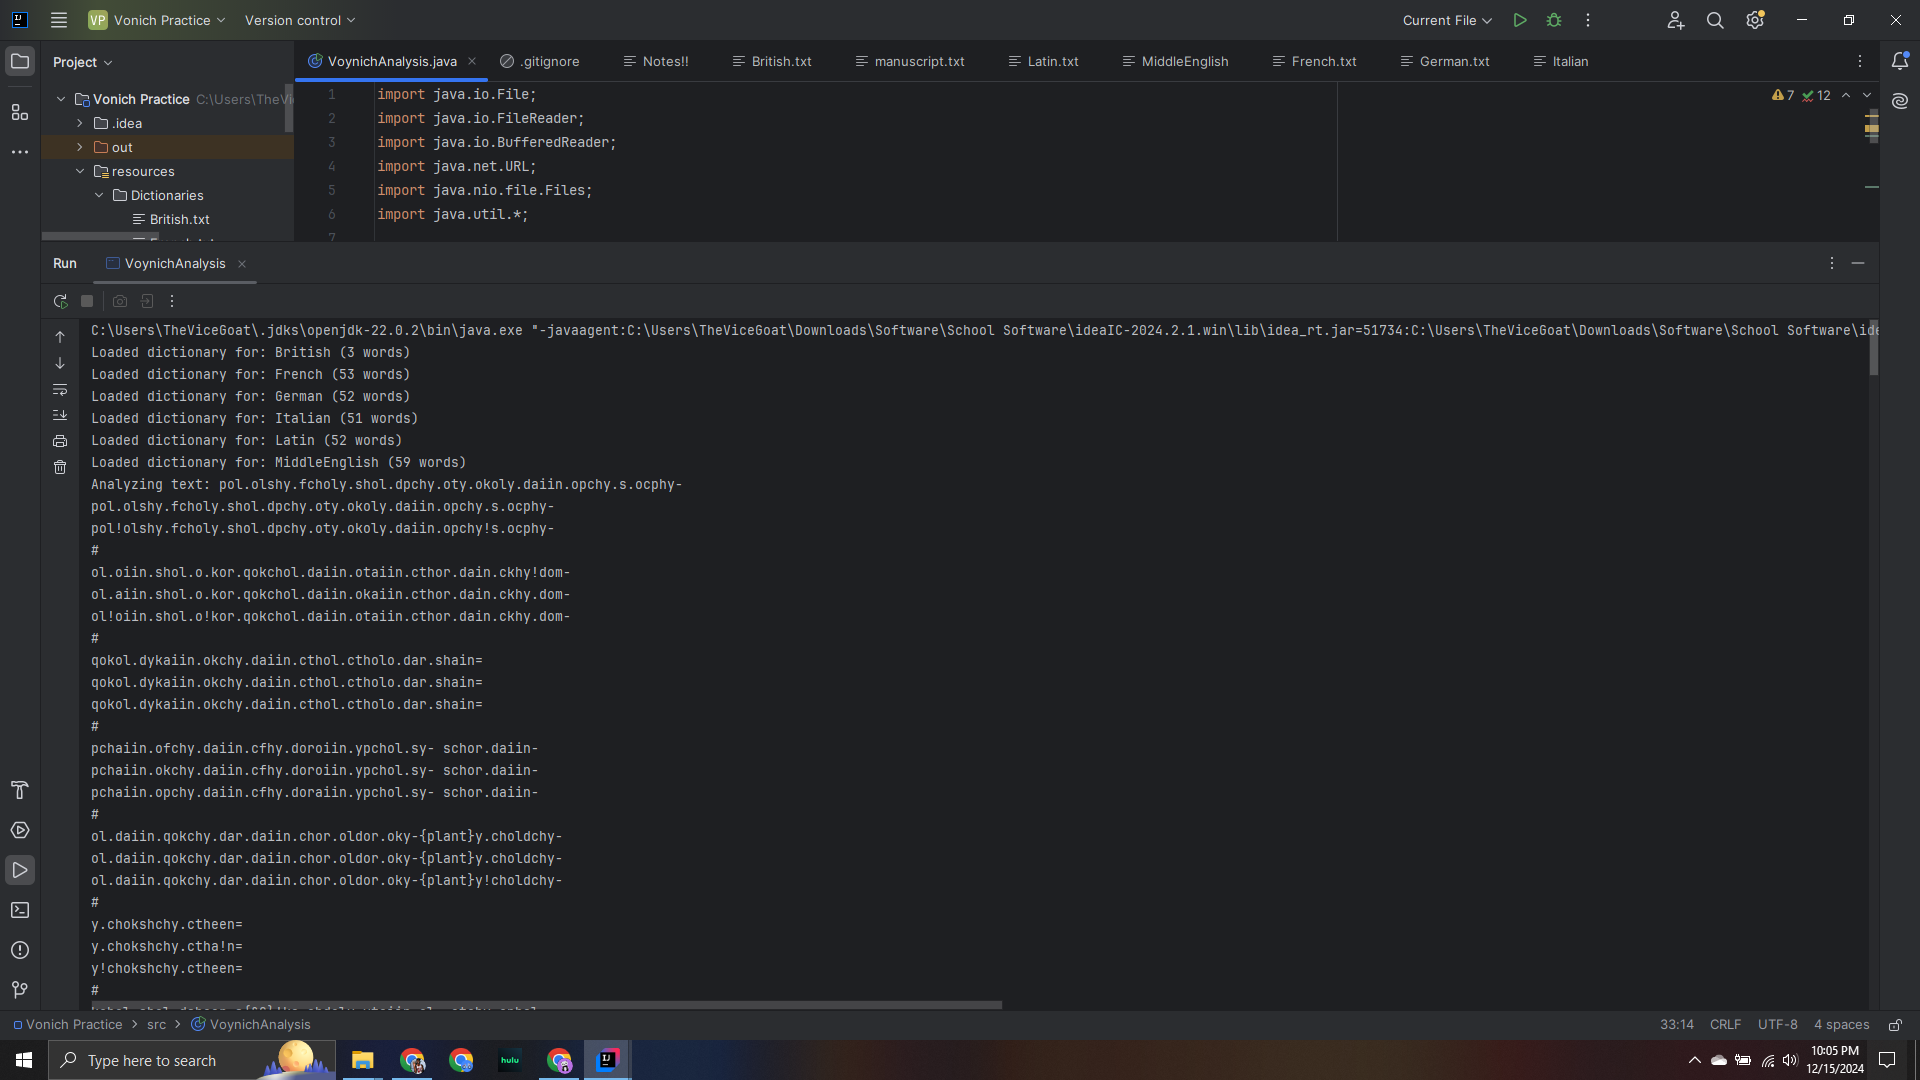 VP Vonich Practice Version control Current File
Project
VoynichAnalysis.java .gitignore Notes!! British.txt manuscript.txt Latin.txt MiddleEnglish French.txt German.txt Italian
Vonich Practice C:\Users\TheVi
.idea
out
resources
Dictionaries
British.txt
1 import java.io.File;
2 import java.io.FileReader;
3 import java.io.BufferedReader;
4 import java.net.URL;
5 import java.nio.file.Files;
6 import java.util.*;
7
7 12
Run VoynichAnalysis
C:\Users\TheViceGoat\.jdks\openjdk-22.0.2\bin\java.exe "-javaagent:C:\Users\TheViceGoat\Downloads\Software\School Software\ideaIC-2024.2.1.win\lib\idea_rt.jar=51734:C:\Users\TheViceGoat\Downloads\Software\School Software\ide
Loaded dictionary for: British (3 words)
Loaded dictionary for: French (53 words)
Loaded dictionary for: German (52 words)
Loaded dictionary for: Italian (51 words)
Loaded dictionary for: Latin (52 words)
Loaded dictionary for: MiddleEnglish (59 words)
Analyzing text: pol.olshy.fcholy.shol.dpchy.oty.okoly.daiin.opchy.s.ocphy-
pol.olshy.fcholy.shol.dpchy.oty.okoly.daiin.opchy.s.ocphy-
pol!olshy.fcholy.shol.dpchy.oty.okoly.daiin.opchy!s.ocphy-
#
ol.oiin.shol.o.kor.qokchol.daiin.otaiin.cthor.dain.ckhy!dom-
ol.aiin.shol.o.kor.qokchol.daiin.okaiin.cthor.dain.ckhy.dom-
ol!oiin.shol.o!kor.qokchol.daiin.otaiin.cthor.dain.ckhy.dom-
#
qokol.dykaiin.okchy.daiin.cthol.ctholo.dar.shain=
qokol.dykaiin.okchy.daiin.cthol.ctholo.dar.shain=
qokol.dykaiin.okchy.daiin.cthol.ctholo.dar.shain=
#
pchaiin.ofchy.daiin.cfhy.doroiin.ypchol.sy- schor.daiin-
pchaiin.okchy.daiin.cfhy.doroiin.ypchol.sy- schor.daiin-
pchaiin.opchy.daiin.cfhy.doraiin.ypchol.sy- schor.daiin-
#
ol.daiin.qokchy.dar.daiin.chor.oldor.oky-{plant}y.choldchy-
ol.daiin.qokchy.dar.daiin.chor.oldor.oky-{plant}y.choldchy-
ol.daiin.qokchy.dar.daiin.chor.oldor.oky-{plant}y!choldchy-
#
y.chokshchy.ctheen=
y.chokshchy.ctha!n=
y!chokshchy.ctheen=
#
Vonich Practice > src > VoynichAnalysis 33:14 CRLF UTF-8 4 spaces
Type here to search hulu 10:05 PM
12/15/2024